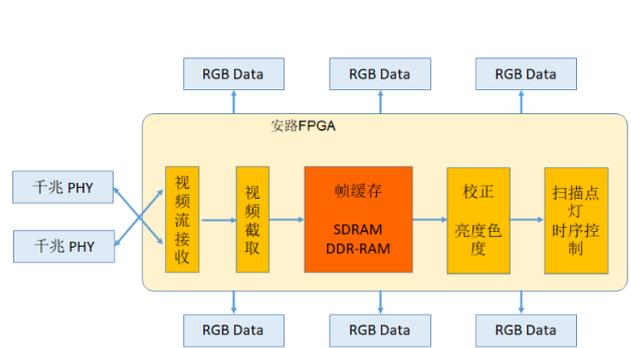 RGB Data
RGB Data
RGB Data
安路FPGA
千兆 PHY
千兆 PHY
视
频
流
接
收
视
频
截
取
帧缓存
SDRAM
DDR-RAM
校正
亮度色
度
扫描点
灯
时序控
制
RGB Data
RGB Data
RGB Data